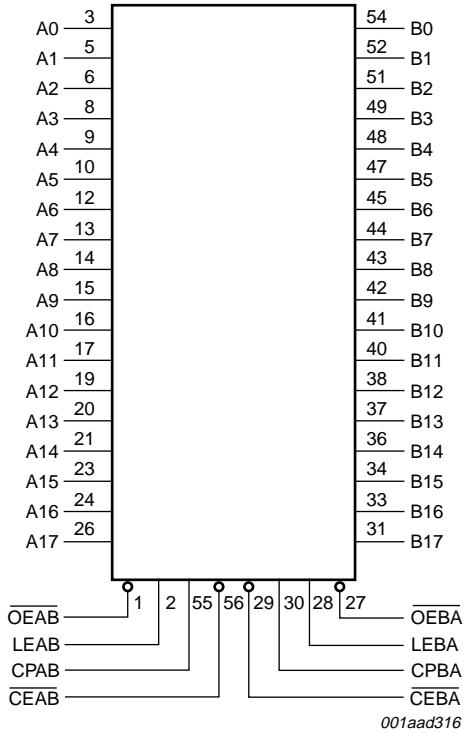 A0 3 54 B0
A1 5 52 B1
A2 6 51 B2
A3 8 49 B3
A4 9 48 B4
A5 10 47 B5
A6 12 45 B6
A7 13 44 B7
A8 14 43 B8
A9 15 42 B9
A10 16 41 B10
A11 17 40 B11
A12 19 38 B12
A13 20 37 B13
A14 21 36 B14
A15 23 34 B15
A16 24 33 B16
A17 26 31 B17
1 2 55 56 29 30 28 27
O̅E̅A̅B̅ O̅E̅B̅A̅
LEAB LEBA
CPAB CPBA
C̅E̅A̅B̅ C̅E̅B̅A̅
001aad316